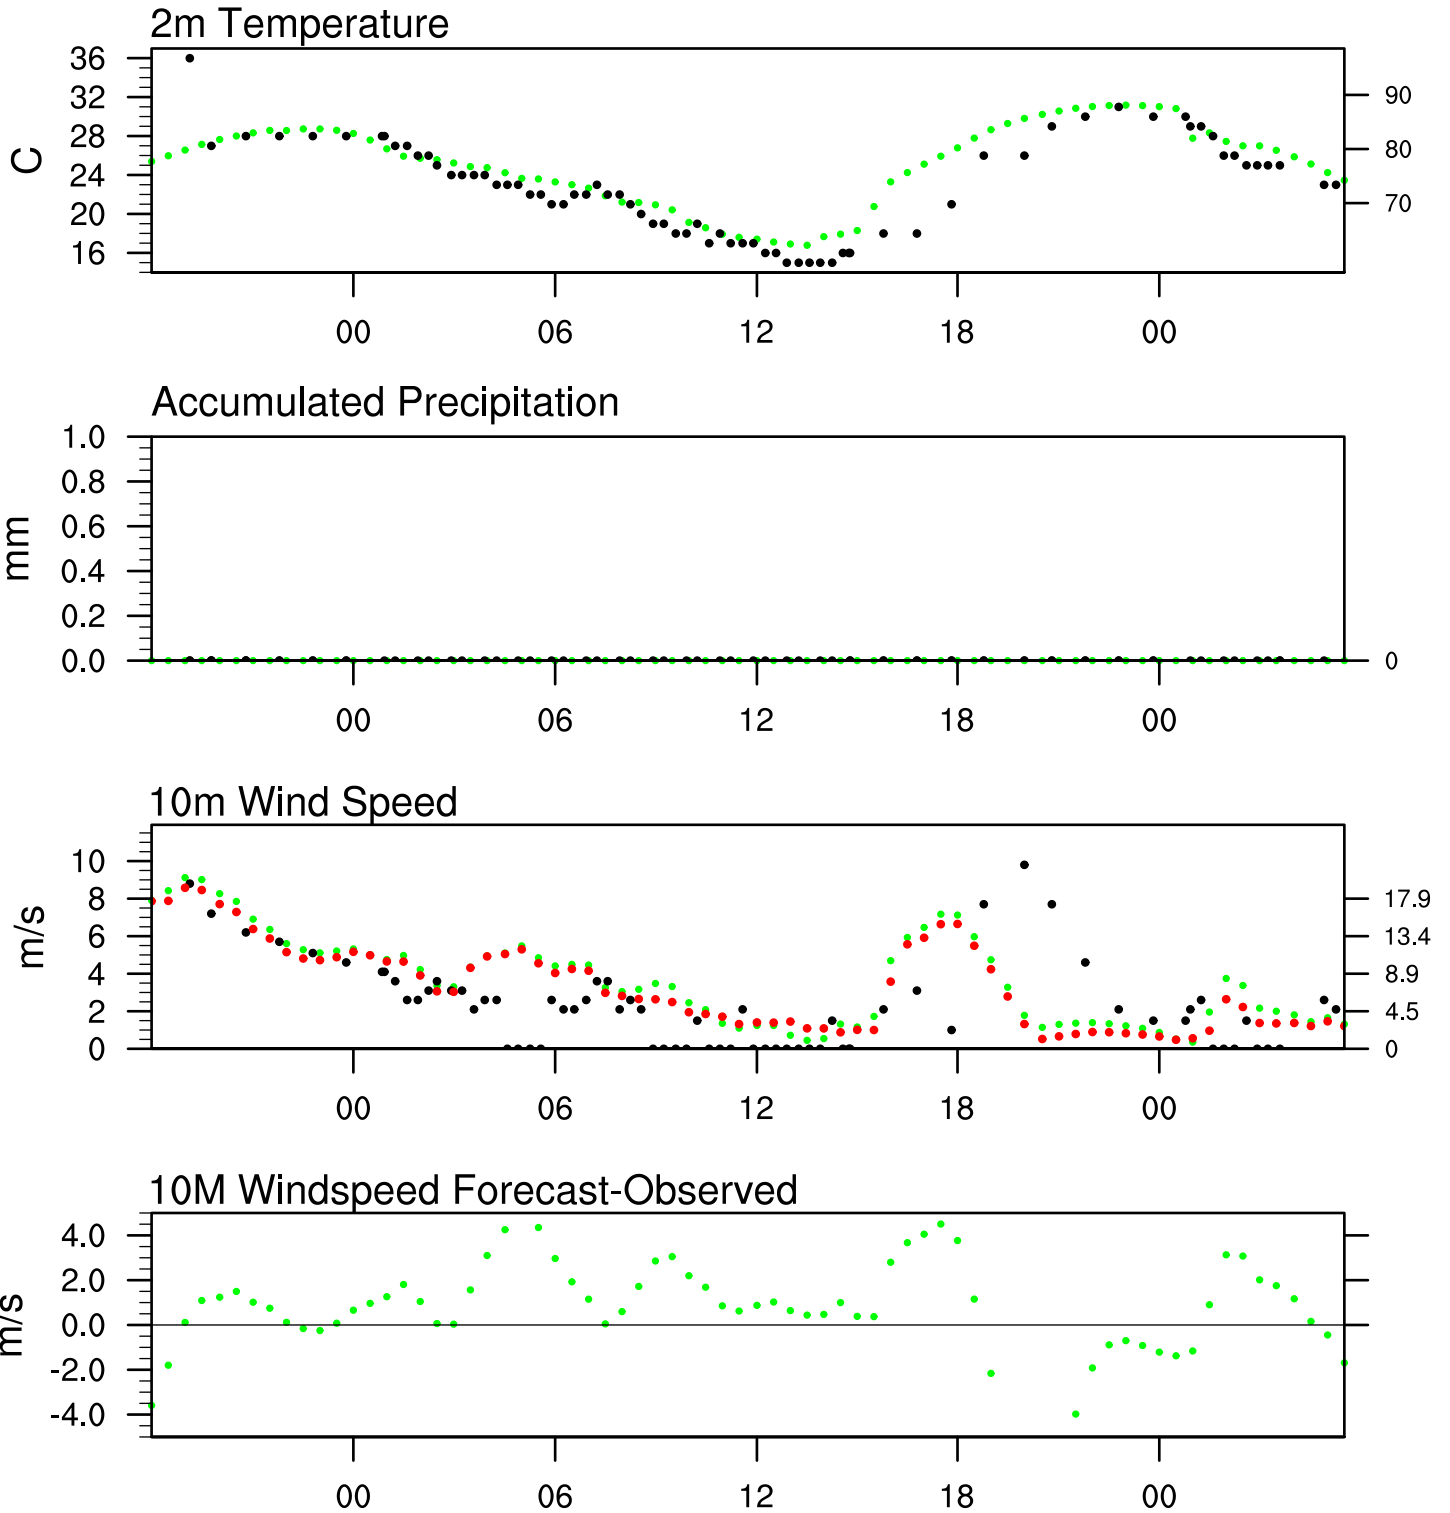 2m Temperature
36
32
28
24
20
16
C
90
80
70
00 06 12 18 00
Accumulated Precipitation
1.0
0.8
0.6
0.4
0.2
0.0
mm
0
00 06 12 18 00
10m Wind Speed
10
8
6
4
2
0
m/s
17.9
13.4
8.9
4.5
0
00 06 12 18 00
10M Windspeed Forecast-Observed
4.0
2.0
0.0
-2.0
-4.0
m/s
00 06 12 18 00